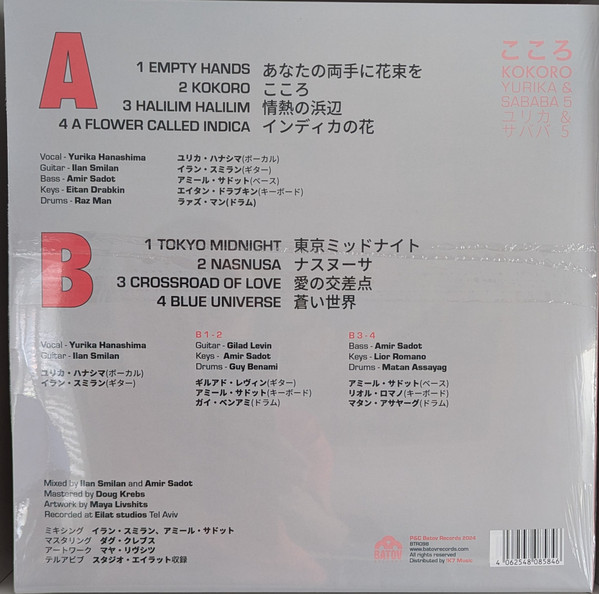 A
1 EMPTY HANDS あなたの両手に花束を
2 KOKORO こころ
3 HALILIM HALILIM 情熱の浜辺
4 A FLOWER CALLED INDICA インディカの花
こころ
KOKORO
YURIKA &
SABABA 5
ユリカ &
サババ 5
Vocal - Yurika Hanashima ユリカ・ハナシマ(ボーカル)
Guitar - Ilan Smilan イラン・スミラン(ギター)
Bass - Amir Sadot アミール・サドット(ベース)
Keys - Eitan Drabkin エイタン・ドラブキン(キーボード)
Drums - Raz Man ラァズ・マン(ドラム)
B
1 TOKYO MIDNIGHT 東京ミッドナイト
2 NASNUSA ナスヌーサ
3 CROSSROAD OF LOVE 愛の交差点
4 BLUE UNIVERSE 蒼い世界
Vocal - Yurika Hanashima
Guitar - Ilan Smilan
ユリカ・ハナシマ(ボーカル)
イラン・スミラン(ギター)
B 1 - 2
Guitar - Gilad Levin
Keys - Amir Sadot
Drums - Guy Benami
ギルアド・レヴィン(ギター)
アミール・サドット(キーボード)
ガイ・ベンアミ(ドラム)
B 3 - 4
Bass - Amir Sadot
Keys - Lior Romano
Drums - Matan Assayag
アミール・サドット(ベース)
リオル・ロマノ(キーボード)
マタン・アサヤーグ(ドラム)
Mixed by Ilan Smilan and Amir Sadot
Mastered by Doug Krebs
Artwork by Maya Livshits
Recorded at Eilat studios Tel Aviv
ミキシング イラン・スミラン、アミール・サドット
マスタリング ダグ・クレブス
アートワーク マヤ・リヴシツ
テルアビブ スタジオ・エイラット収録
BATOV
P&C Batov Records 2024
BTR098
www.batovrecords.com
All rights reserved
Distributed by !K7 Music
4 062548 085846